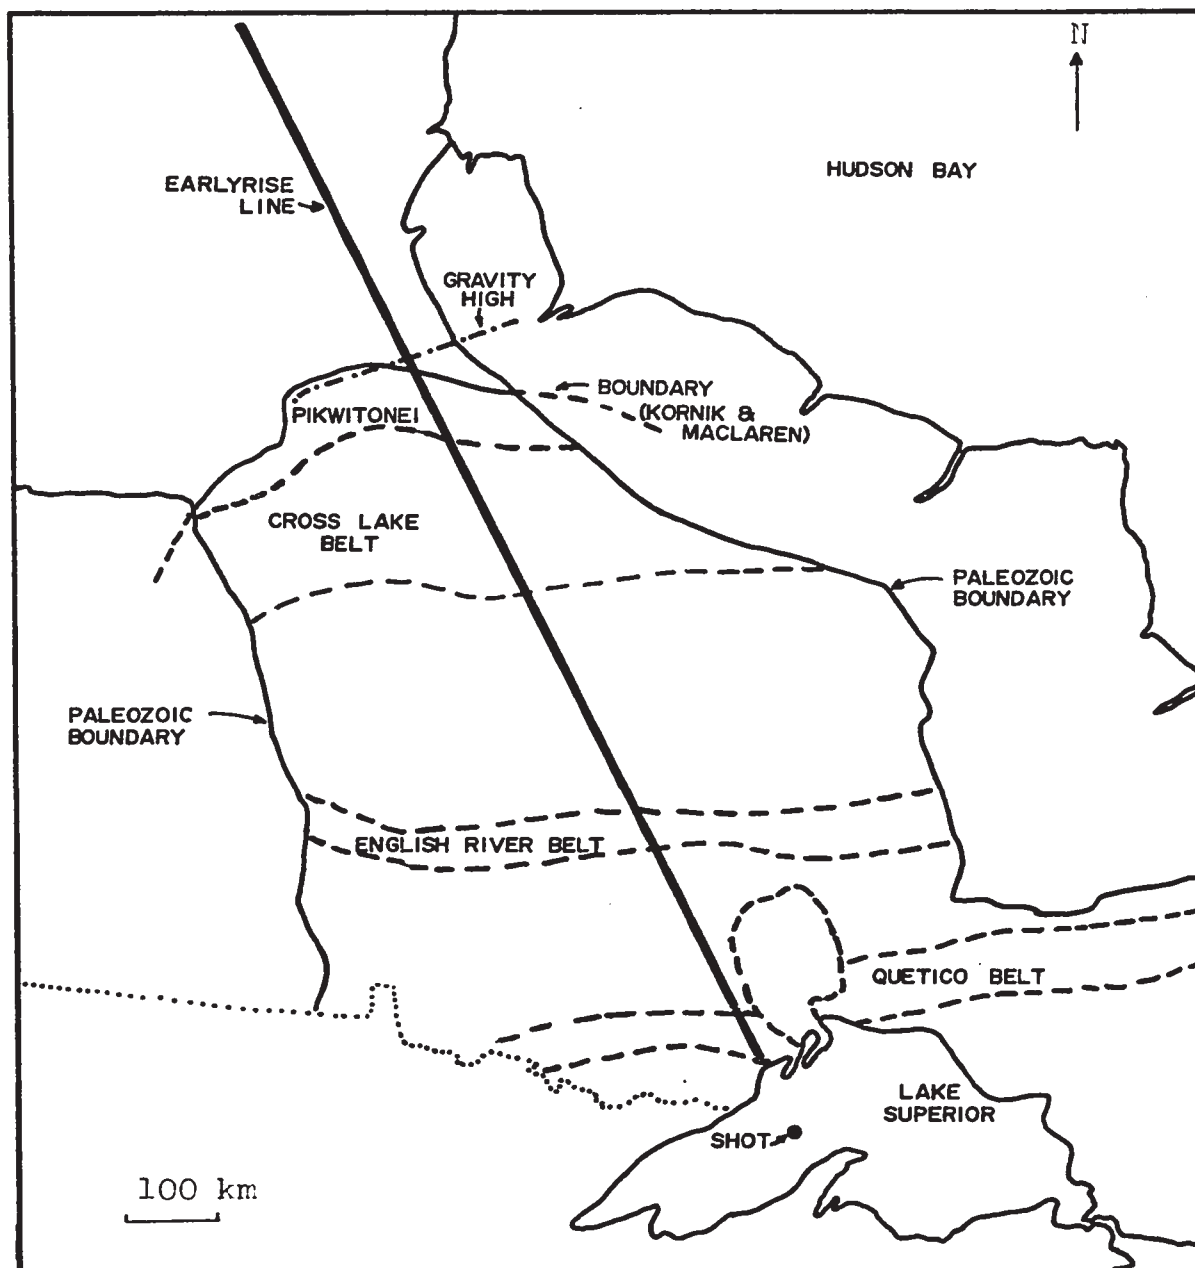 N
HUDSON BAY
EARLYRISE
LINE
GRAVITY
HIGH
BOUNDARY
(KORNIK &
MACLAREN)
PIKWITONEI
CROSS LAKE
BELT
PALEOZOIC
BOUNDARY
PALEOZOIC
BOUNDARY
ENGLISH RIVER BELT
QUETICO BELT
LAKE
SUPERIOR
SHOT
100 km